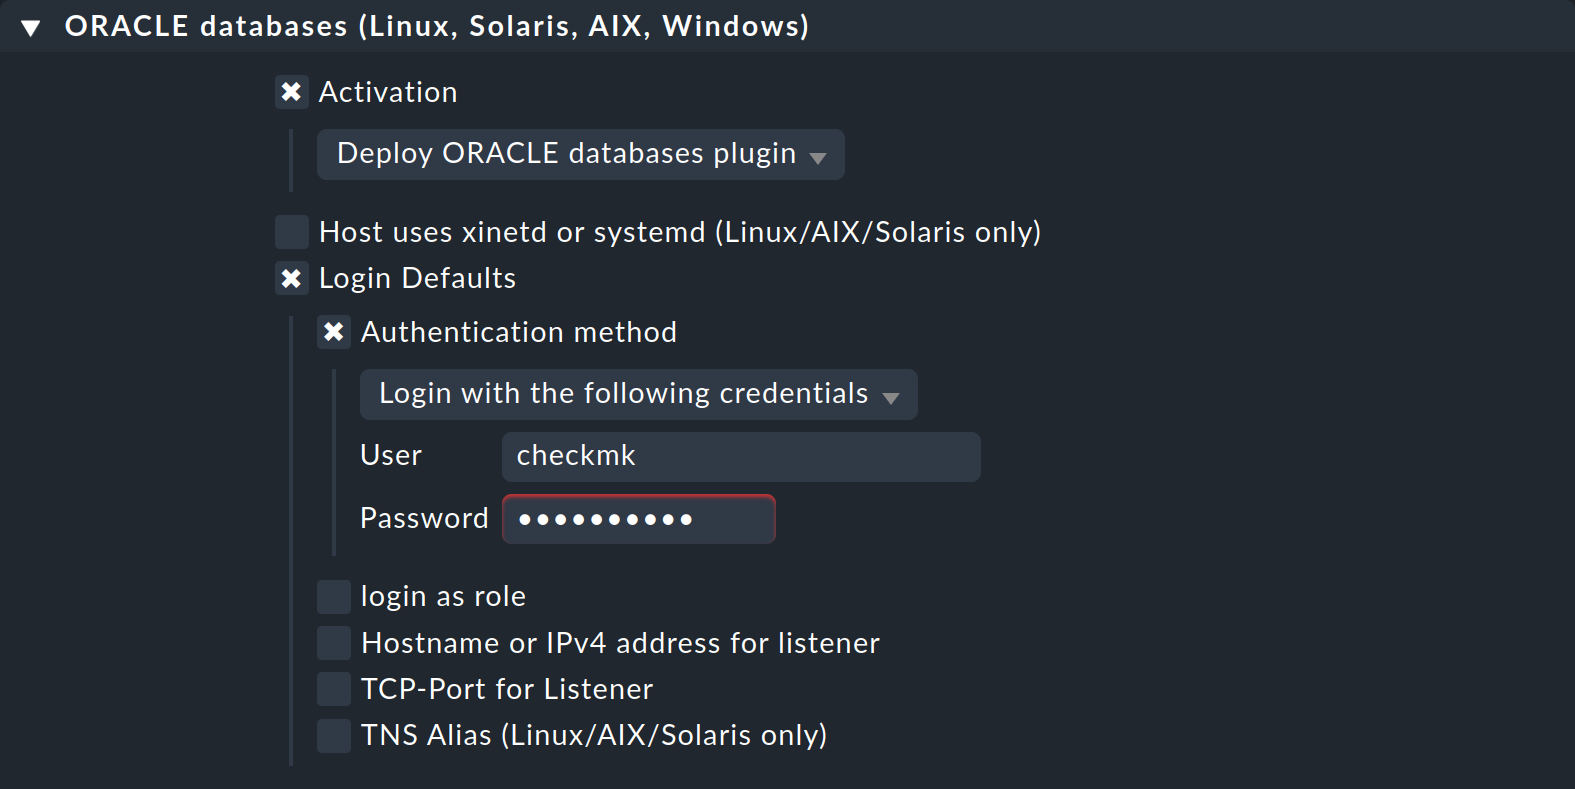 ORACLE databases (Linux, Solaris, AIX, Windows)
Activation
Deploy ORACLE databases plugin
Host uses xinetd or systemd (Linux/AIX/Solaris only)
Login Defaults
Authentication method
Login with the following credentials
User checkmk
Password ••••••••••
login as role
Hostname or IPv4 address for listener
TCP-Port for Listener
TNS Alias (Linux/AIX/Solaris only)